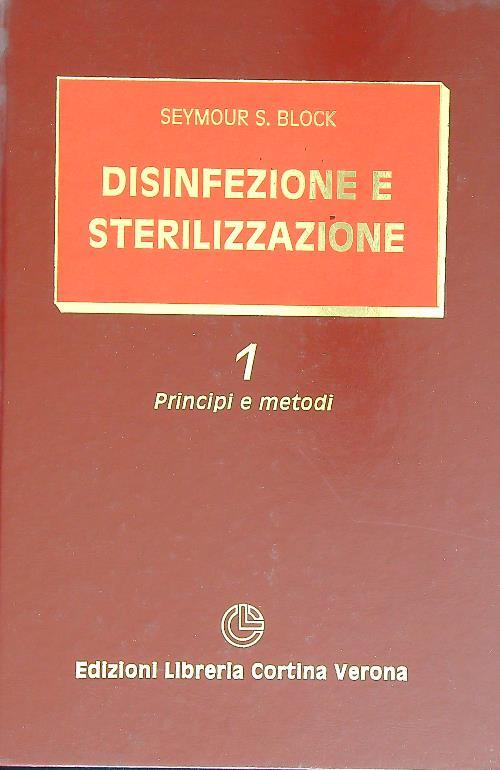 SEYMOUR S. BLOCK
DISINFEZIONE E
STERILIZZAZIONE
1
Principi e metodi
Edizioni Libreria Cortina Verona